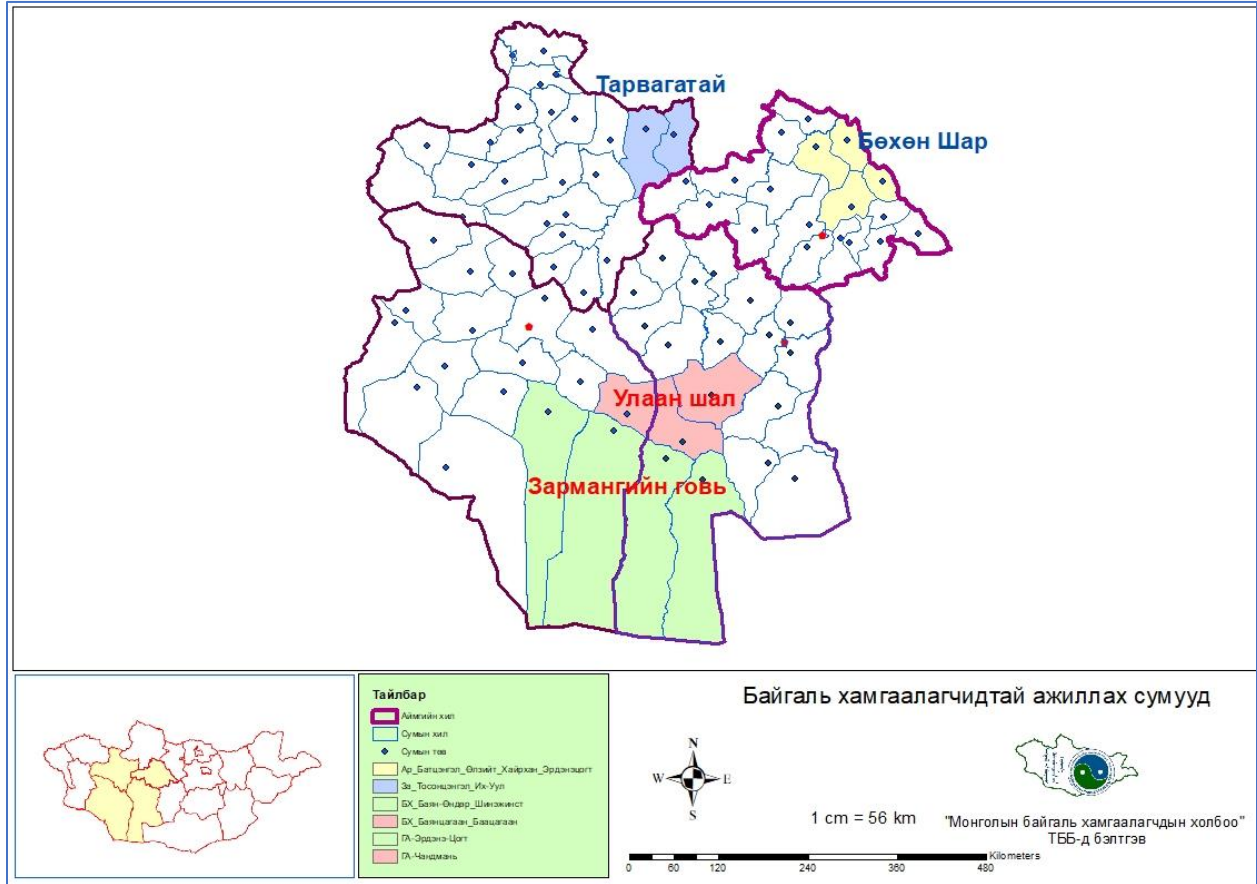 Тарвагатай
Бөхөн Шар
Улаан шал
Зармангийн говь
Тайлбар
Аймгийн хил
Сумын хил
Сумын төв
Ар_Батцэнгэл_Өлзийт_Хайрхан_Эрдэнэцогт
За_Тосонцэнгэл_Их-Уул
БХ_Баян-Өндөр_Шинэжинст
БХ_Баянцагаан_Баацагаан
ГА-Эрдэнэ-Цогт
ГА-Чандмань
Байгаль хамгаалагчидтай ажиллах сумууд
N
W E
S
1 cm = 56 km
"Монголын байгаль хамгаалагчдын холбоо"
ТББ-д бэлтгэв
Kilometers
0 60 120 240 360 480